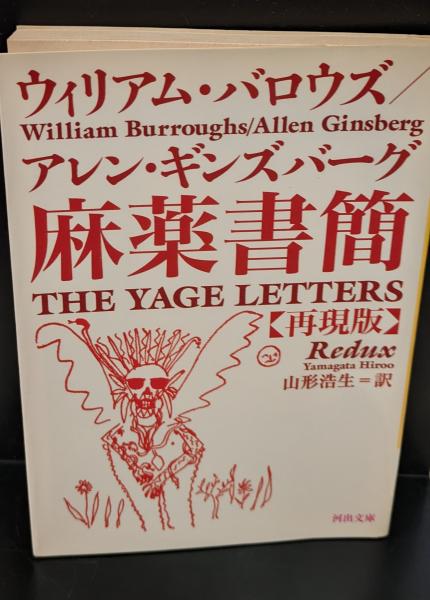 ウィリアム・バロウズ／
William Burroughs/Allen Ginsberg
アレン・ギンズバーグ
麻薬書簡
THE YAGE LETTERS
【再現版】
Redux
Yamagata Hiroo
山形浩生＝訳
河出文庫